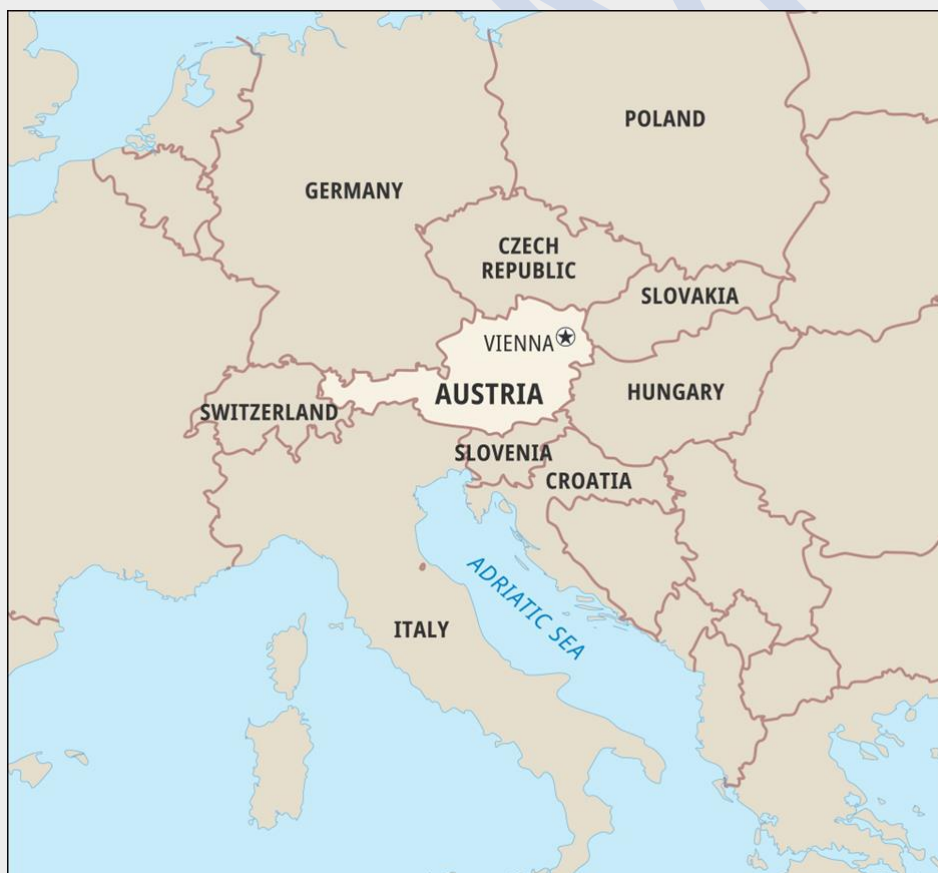 POLAND
GERMANY
CZECH
REPUBLIC
SLOVAKIA
VIENNA
AUSTRIA
HUNGARY
SWITZERLAND
SLOVENIA
CROATIA
ADRIATIC SEA
ITALY